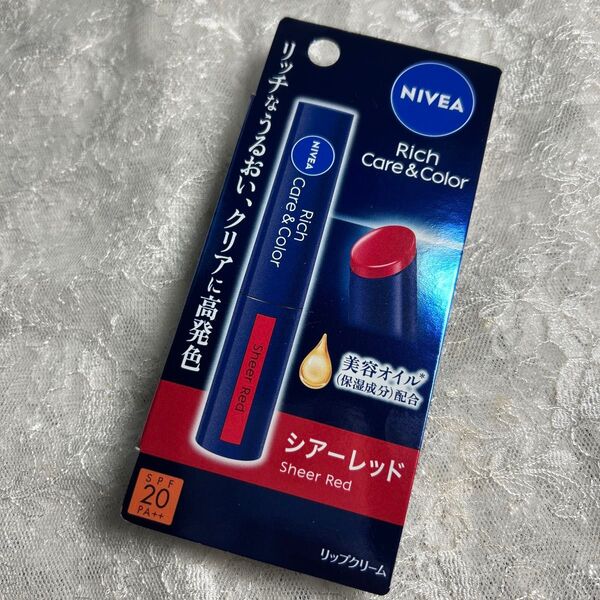 NIVEA
Rich
Care & Color
リッチなうるおい、クリアに高発色
NIVEA
Rich
Care & Color
Sheer Red
美容オイル*
(保湿成分)配合
シアーレッド
Sheer Red
SPF
20
PA++
リップクリーム